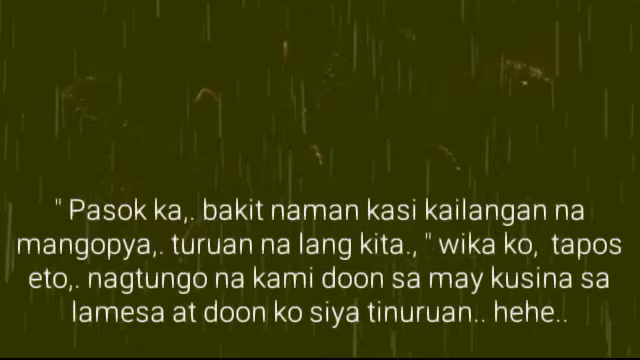 " Pasok ka,. bakit naman kasi kailangan na
mangopya,. turuan na lang kita., " wika ko,  tapos
eto,. nagtungo na kami doon sa may kusina sa
lamesa at doon ko siya tinuruan.. hehe..